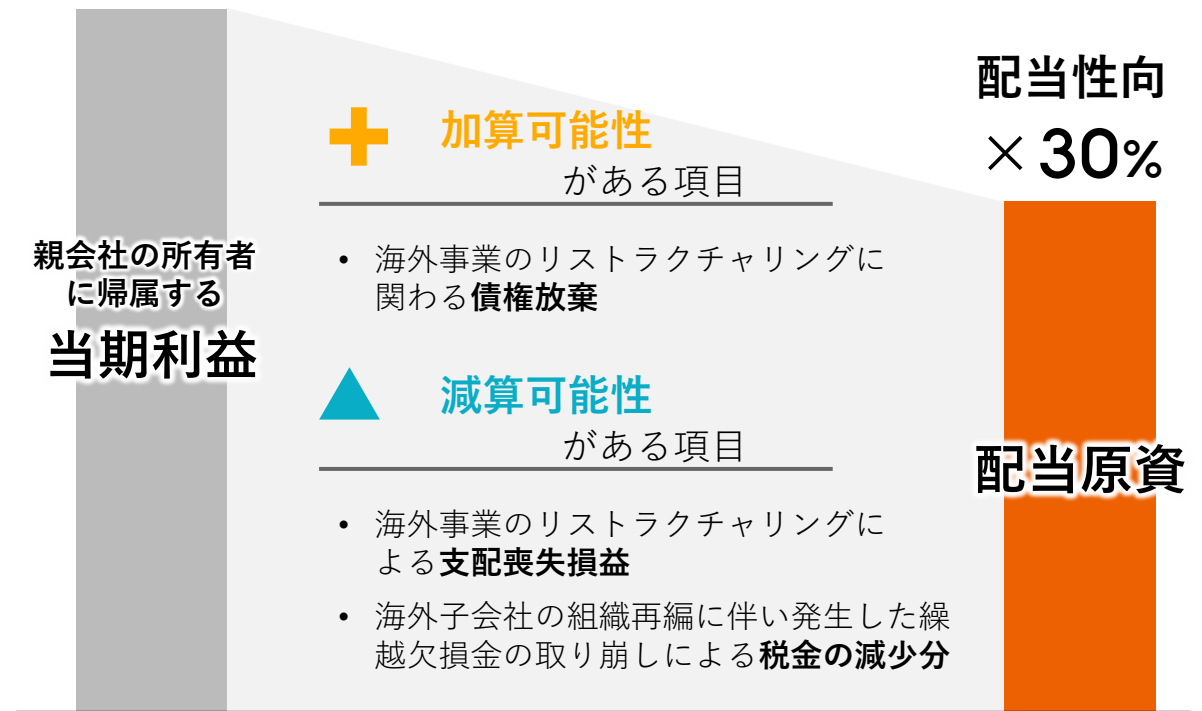 親会社の所有者
に帰属する
当期利益
加算可能性
がある項目
• 海外事業のリストラクチャリングに
関わる債権放棄
減算可能性
がある項目
• 海外事業のリストラクチャリングに
よる支配喪失損益
• 海外子会社の組織再編に伴い発生した繰
越欠損金の取り崩しによる税金の減少分
配当性向
×30%
配当原資